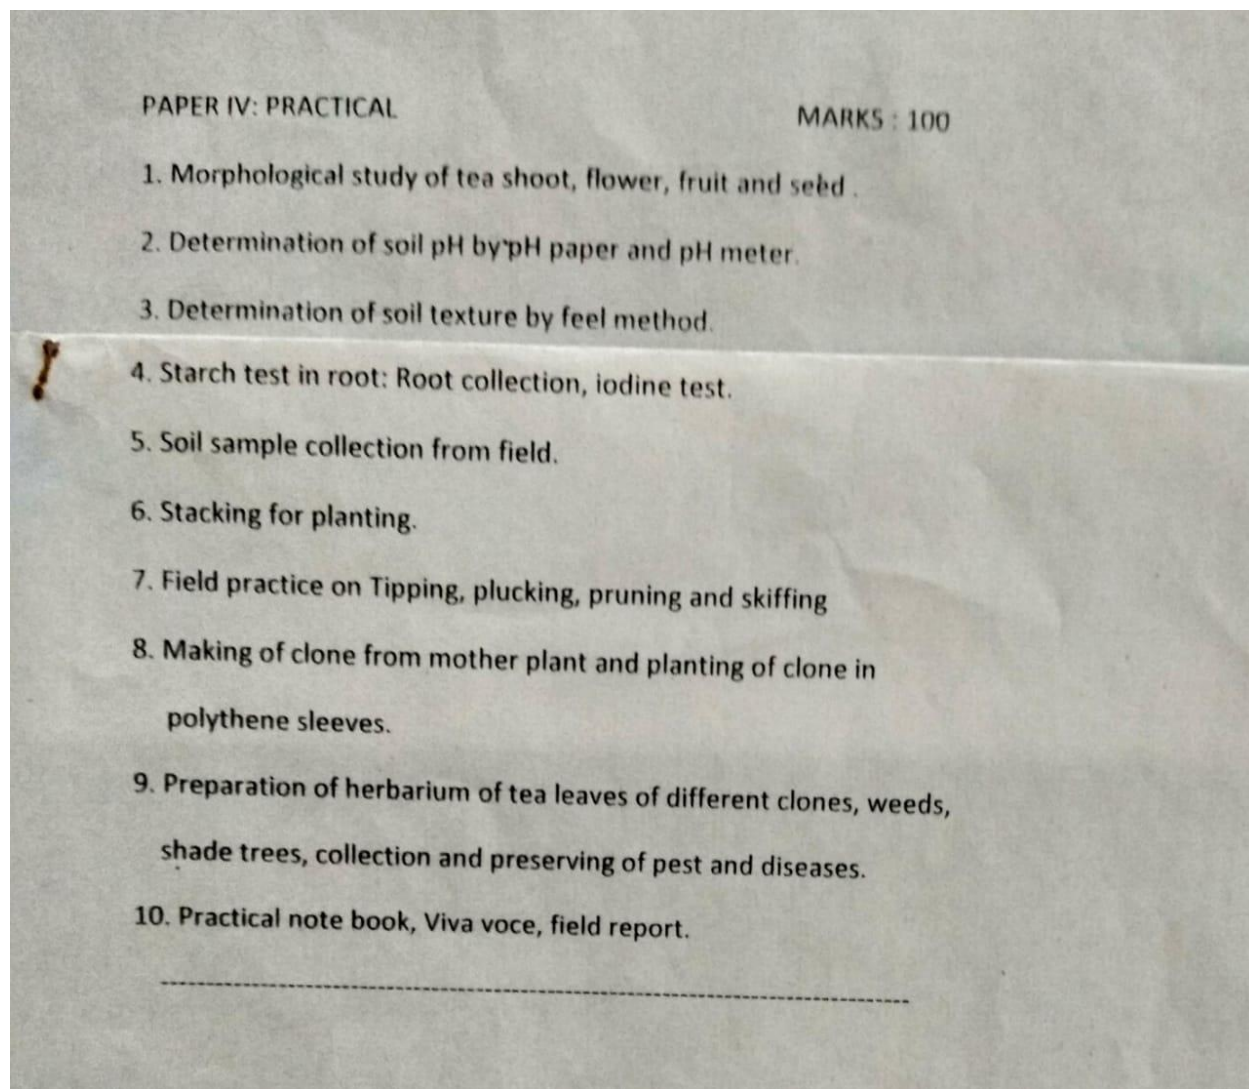 PAPER IV: PRACTICAL MARKS : 100
1. Morphological study of tea shoot, flower, fruit and seed .
2. Determination of soil pH by pH paper and pH meter.
3. Determination of soil texture by feel method.
4. Starch test in root: Root collection, iodine test.
5. Soil sample collection from field.
6. Stacking for planting.
7. Field practice on Tipping, plucking, pruning and skiffing
8. Making of clone from mother plant and planting of clone in
polythene sleeves.
9. Preparation of herbarium of tea leaves of different clones, weeds,
shade trees, collection and preserving of pest and diseases.
10. Practical note book, Viva voce, field report.